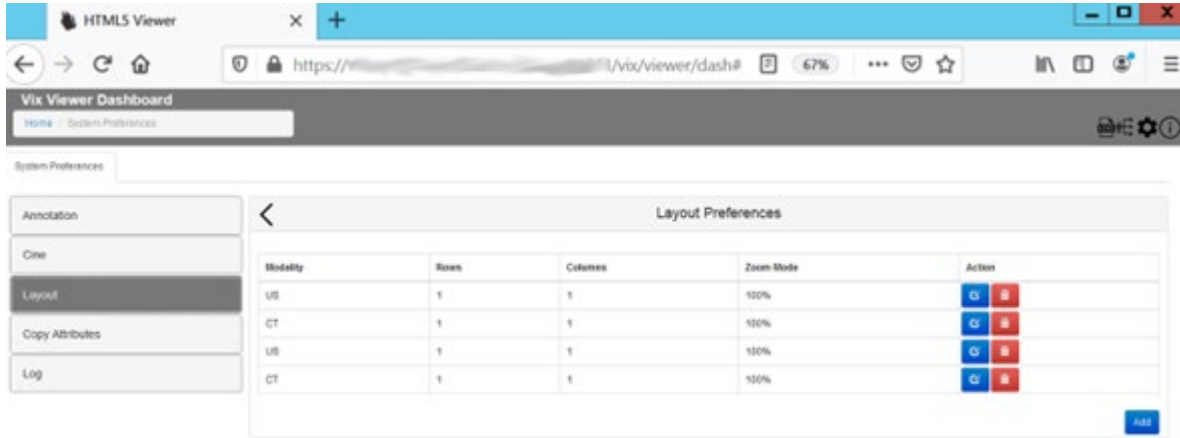 HTML5 Viewer
https:// /vix/viewer/dash# 67%
Vix Viewer Dashboard
Home / System Preferences
System Preferences
Annotation
Cine
Layout
Copy Attributes
Log
Layout Preferences
Modality Rows Columns Zoom Mode Action
US 1 1 100%
CT 1 1 100%
US 1 1 100%
CT 1 1 100%
Add